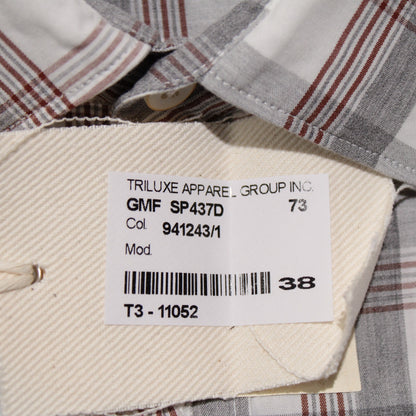 TRILUXE APPAREL GROUP INC.
GMF SP437D 73
Col. 941243/1
Mod.
38
T3 - 11052